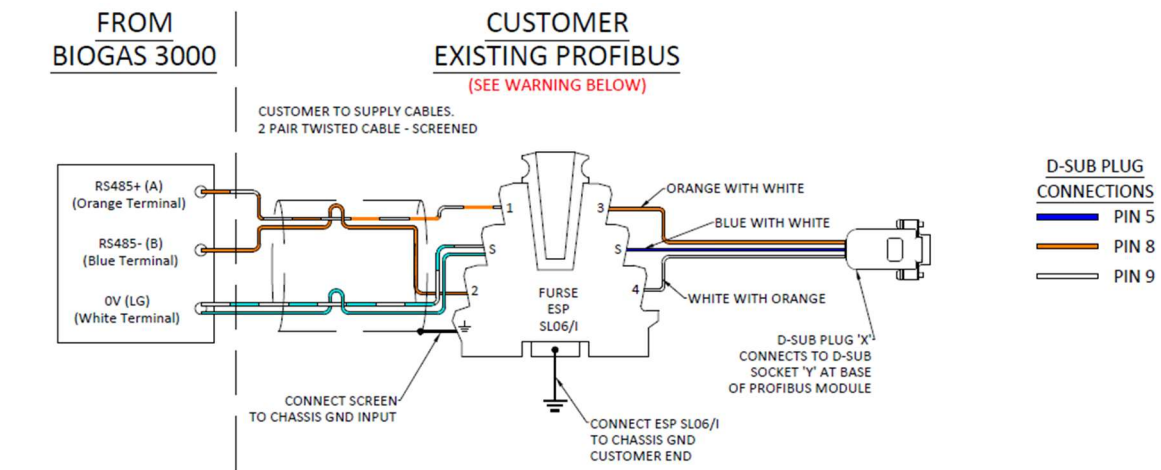 FROM
BIOGAS 3000
CUSTOMER
EXISTING PROFIBUS
(SEE WARNING BELOW)
CUSTOMER TO SUPPLY CABLES.
2 PAIR TWISTED CABLE - SCREENED
RS485+ (A)
(Orange Terminal)
RS485- (B)
(Blue Terminal)
0V (LG)
(White Terminal)
1
S
2
3
S
4
FURSE
ESP
SL06/I
ORANGE WITH WHITE
BLUE WITH WHITE
WHITE WITH ORANGE
D-SUB PLUG
CONNECTIONS
PIN 5
PIN 8
PIN 9
D-SUB PLUG 'X'
CONNECTS TO D-SUB
SOCKET 'Y' AT BASE
OF PROFIBUS MODULE
CONNECT SCREEN
TO CHASSIS GND INPUT
CONNECT ESP SL06/I
TO CHASSIS GND
CUSTOMER END